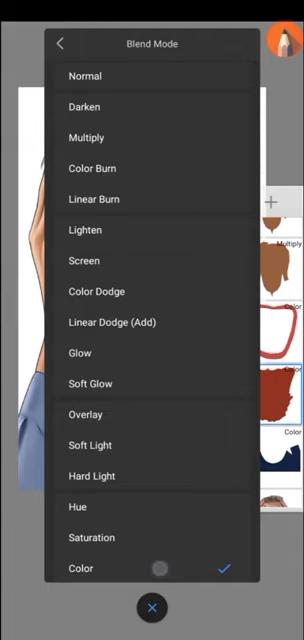 Blend Mode
Normal
Darken
Multiply
Color Burn
Linear Burn
Lighten
Screen
Color Dodge
Linear Dodge (Add)
Glow
Soft Glow
Overlay
Soft Light
Hard Light
Hue
Saturation
Color
Multiply
Color
Color
Color